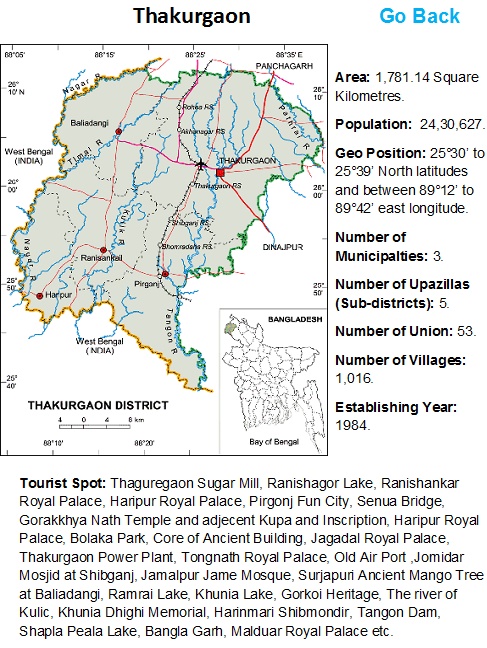 Thakurgaon
Go Back
88°05'
88°15'
88°25'
88°35' E
PANCHAGARH
Nagar R
26°
10' N
Baliadangi
Rohea RS
Akhanagar RS
Pathraj R
26°
10'
West Bengal
(INDIA)
Timai R
THAKURGAON
Thakurgaon RS
26°
00'
26°
00'
Kulik R
Shibganj RS
Nagar R
DINAJPUR
Ranisankail
Bhomradaha RS
Pirgonj
25°
50'
25°
50'
Haripur
Tangon R
West Bengal
(INDIA)
BANGLADESH
26°
40'
THAKURGAON DISTRICT
4 0 4 8 km
Bay of Bengal
88°10'
88°20'
Area: 1,781.14 Square
Kilometres.
Population: 24,30,627.
Geo Position: 25°30' to
25°39' North latitudes
and between 89°12' to
89°42' east longitude.
Number of
Municipalties: 3.
Number of Upazillas
(Sub-districts): 5.
Number of Union: 53.
Number of Villages:
1,016.
Establishing Year:
1984.
Tourist Spot: Thaguregaon Sugar Mill, Ranishagor Lake, Ranishankar
Royal Palace, Haripur Royal Palace, Pirgonj Fun City, Senua Bridge,
Gorakkhya Nath Temple and adjecent Kupa and Inscription, Haripur Royal
Palace, Bolaka Park, Core of Ancient Building, Jagadal Royal Palace,
Thakurgaon Power Plant, Tongnath Royal Palace, Old Air Port ,Jomidar
Mosjid at Shibganj, Jamalpur Jame Mosque, Surjapuri Ancient Mango Tree
at Baliadangi, Ramrai Lake, Khunia Lake, Gorkoi Heritage, The river of
Kulic, Khunia Dhighi Memorial, Harinmari Shibmondir, Tangon Dam,
Shapla Peala Lake, Bangla Garh, Malduar Royal Palace etc.